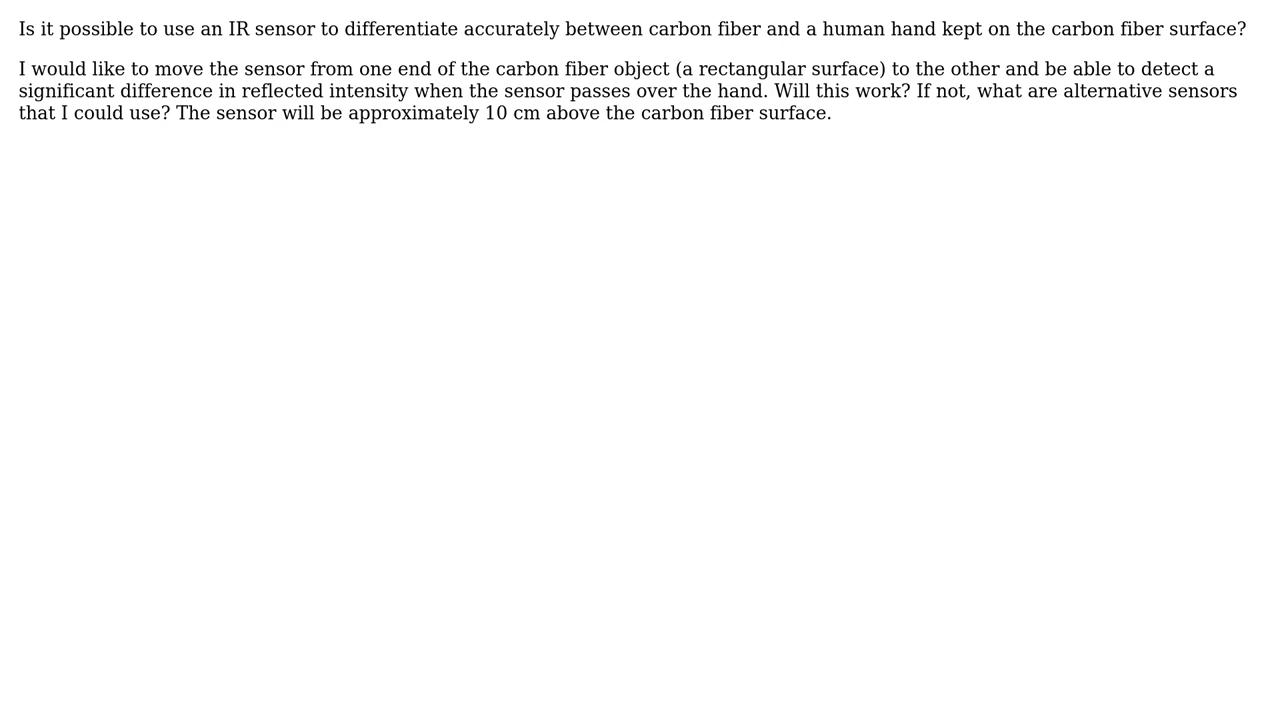 Is it possible to use an IR sensor to differentiate accurately between carbon fiber and a human hand kept on the carbon fiber surface?
I would like to move the sensor from one end of the carbon fiber object (a rectangular surface) to the other and be able to detect a
significant difference in reflected intensity when the sensor passes over the hand. Will this work? If not, what are alternative sensors
that I could use? The sensor will be approximately 10 cm above the carbon fiber surface.